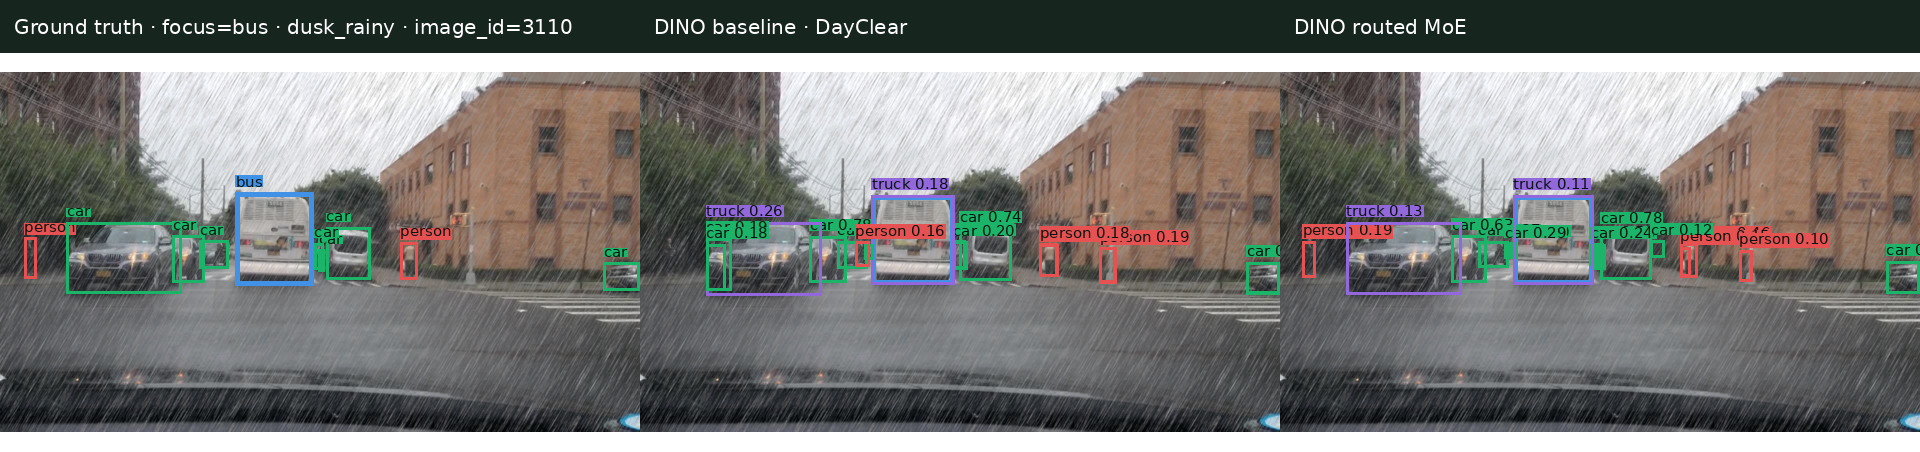 Ground truth · focus=bus · dusk_rainy · image_id=3110
DINO baseline · DayClear
DINO routed MoE
bus
car
person
car
car
car
car
person
car
truck 0.18
truck 0.26
car 0.18
car 0.18
car 0.74
person 0.16
car 0.20
person 0.18
person 0.19
truck 0.11
truck 0.13
person 0.19
car 0.29
car 0.78
car 0.24
car 0.12
person 0.10